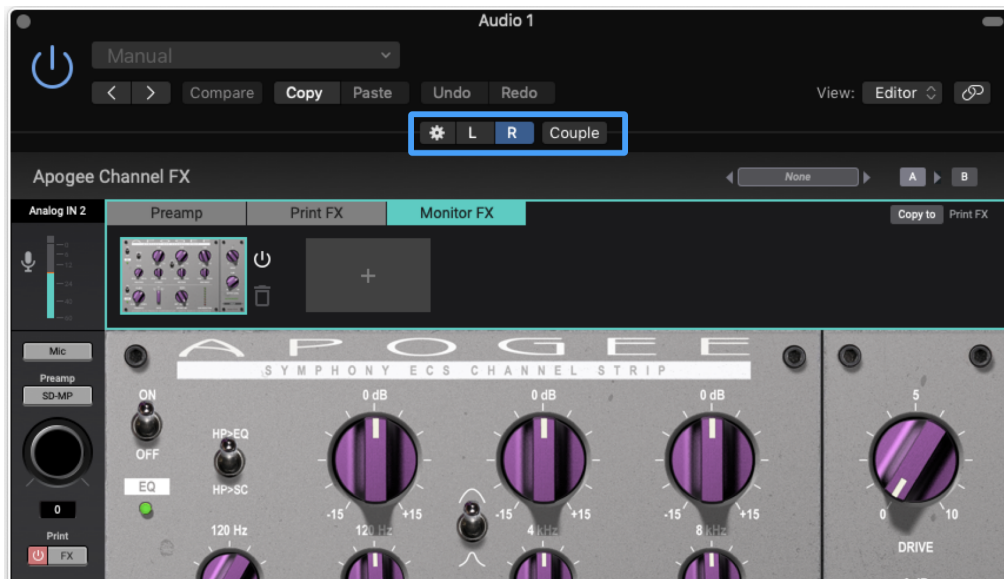 Audio 1
Manual
Compare Copy Paste Undo Redo View: Editor
L R Couple
Apogee Channel FX None A B
Analog IN 2 Preamp Print FX Monitor FX Copy to Print FX
+
Mic
APOGEE
SYMPHONY ECS CHANNEL STRIP
Preamp
SD-MP
ON 0 dB 0 dB 0 dB 5
HP>EQ
OFF
EQ HP>SC
-15 +15 -15 +15 -15 +15 0 10
0
120 Hz 120 Hz 4 kHz 8 kHz
Print DRIVE
FX